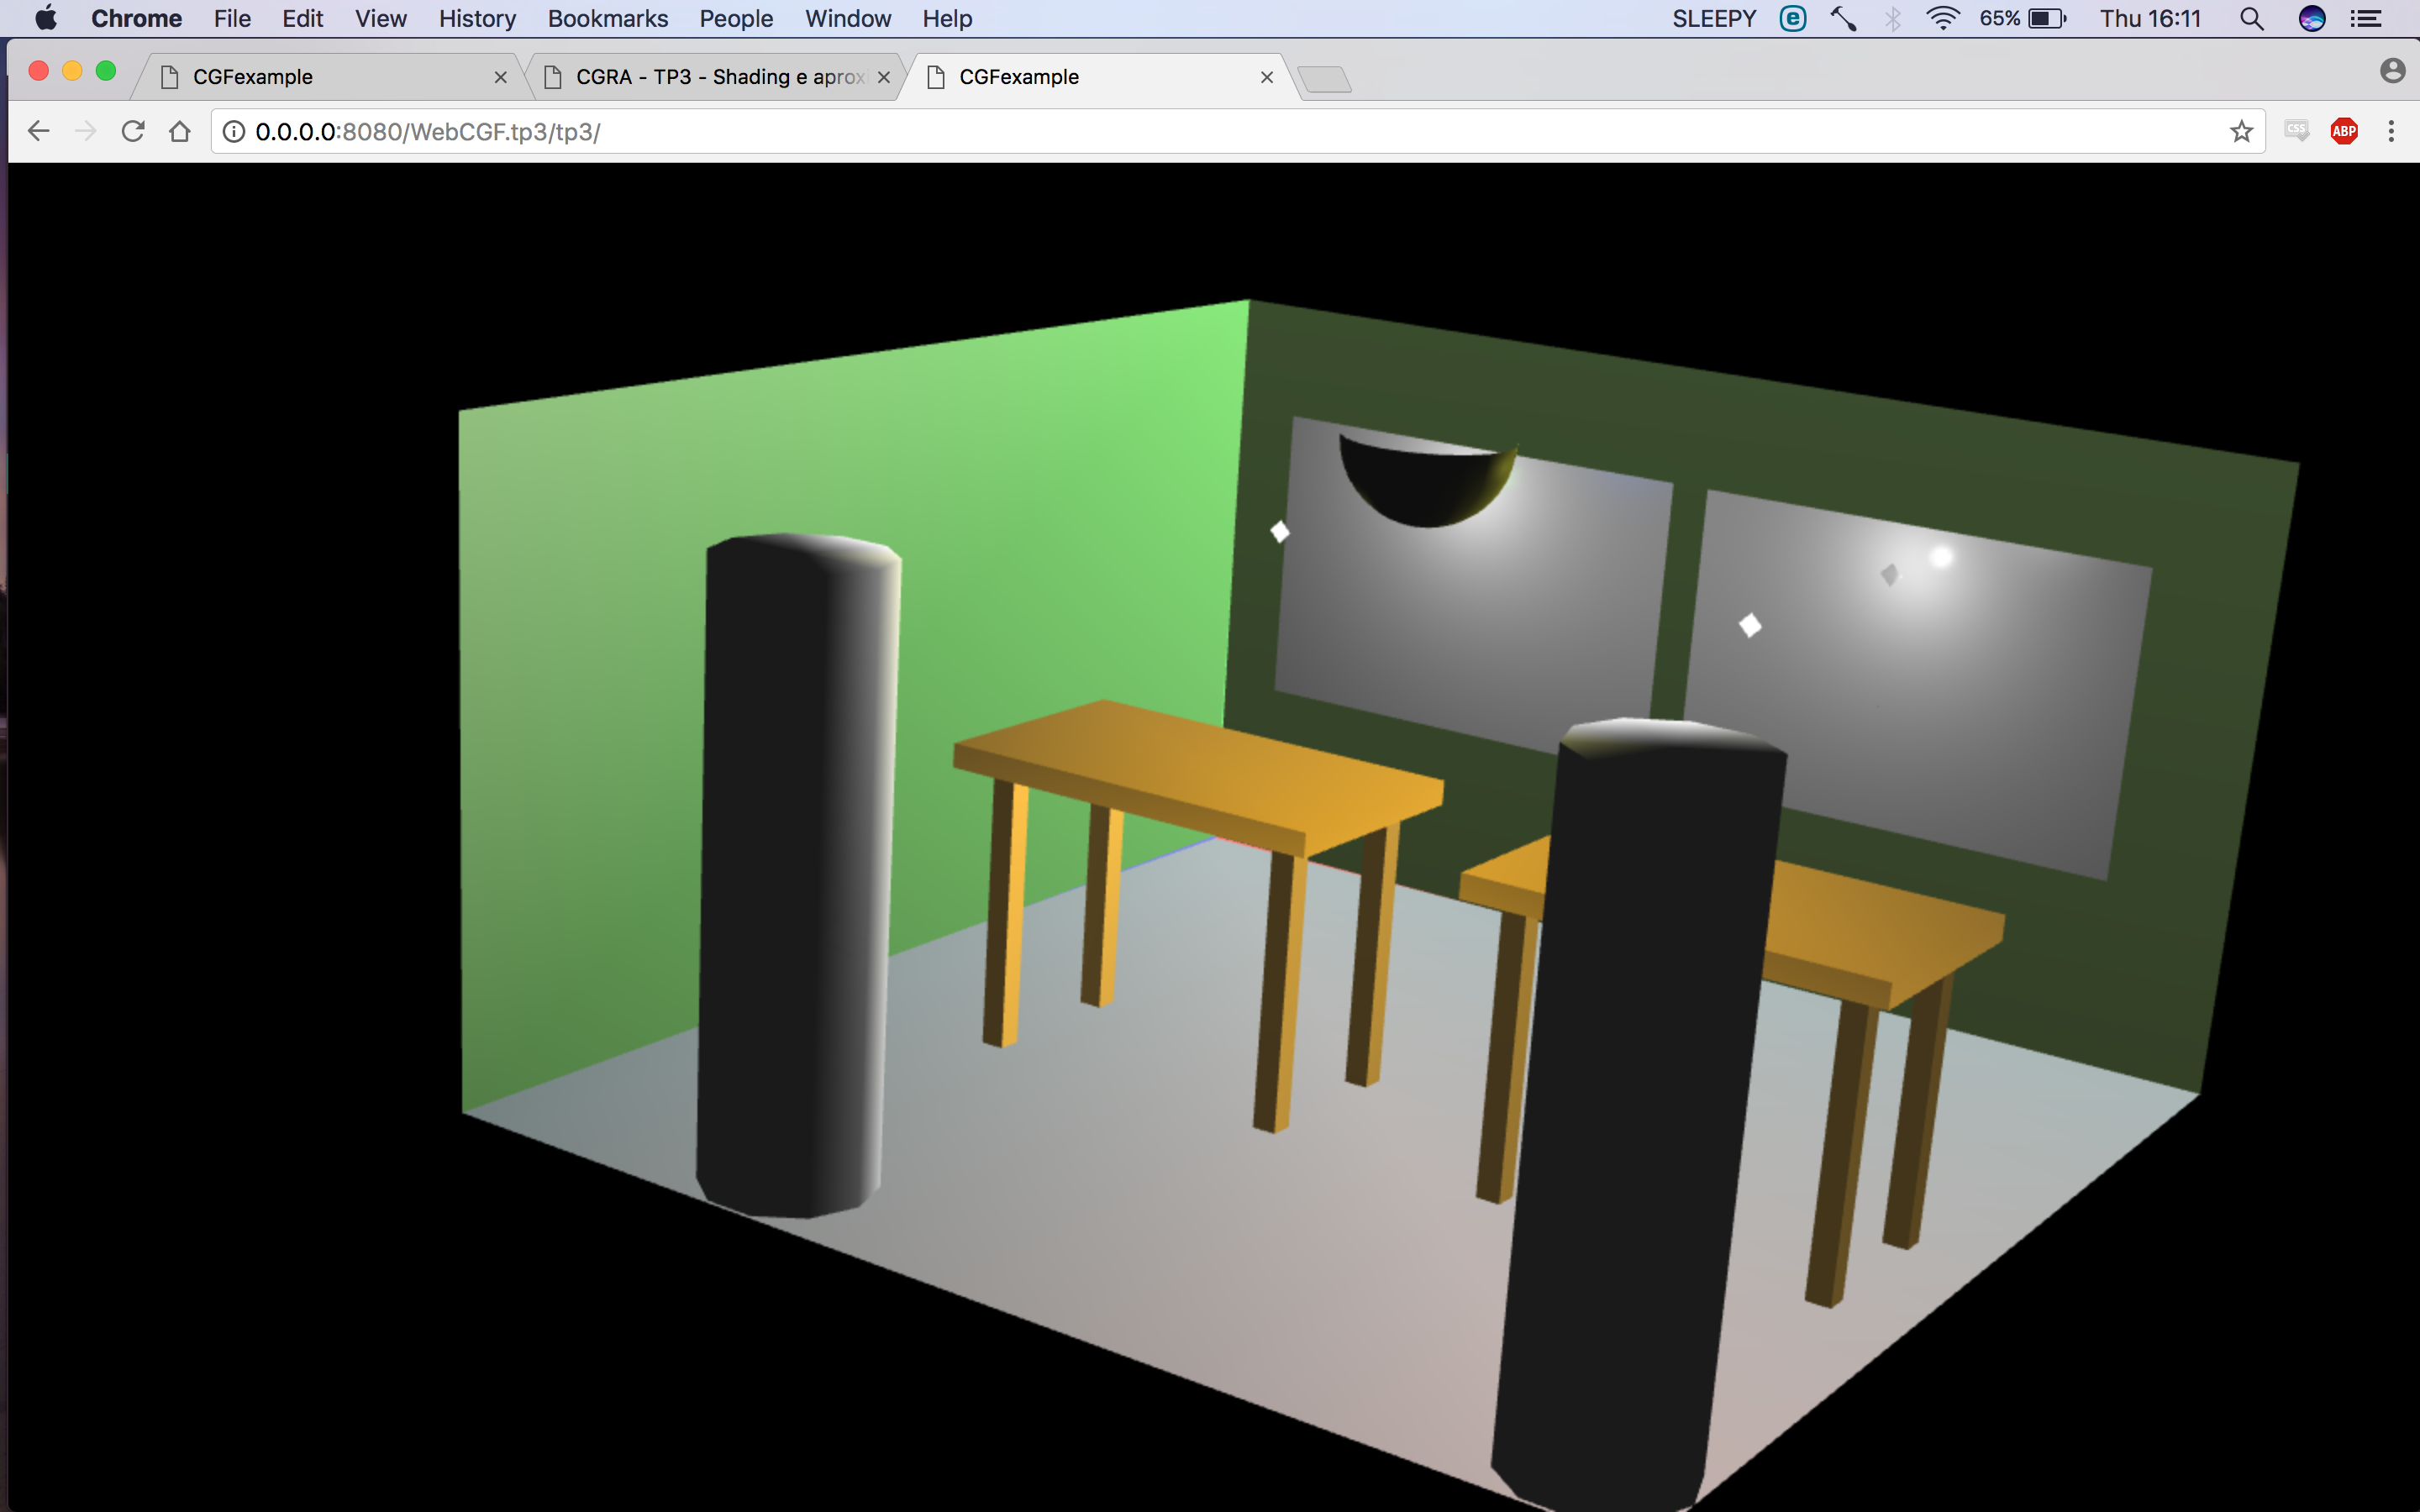 Chrome File Edit View History Bookmarks People Window Help SLEEPY 65% Thu 16:11
CGFexample CGRA - TP3 - Shading e aprox CGFexample
0.0.0.0:8080/WebCGF.tp3/tp3/ CSS ABP